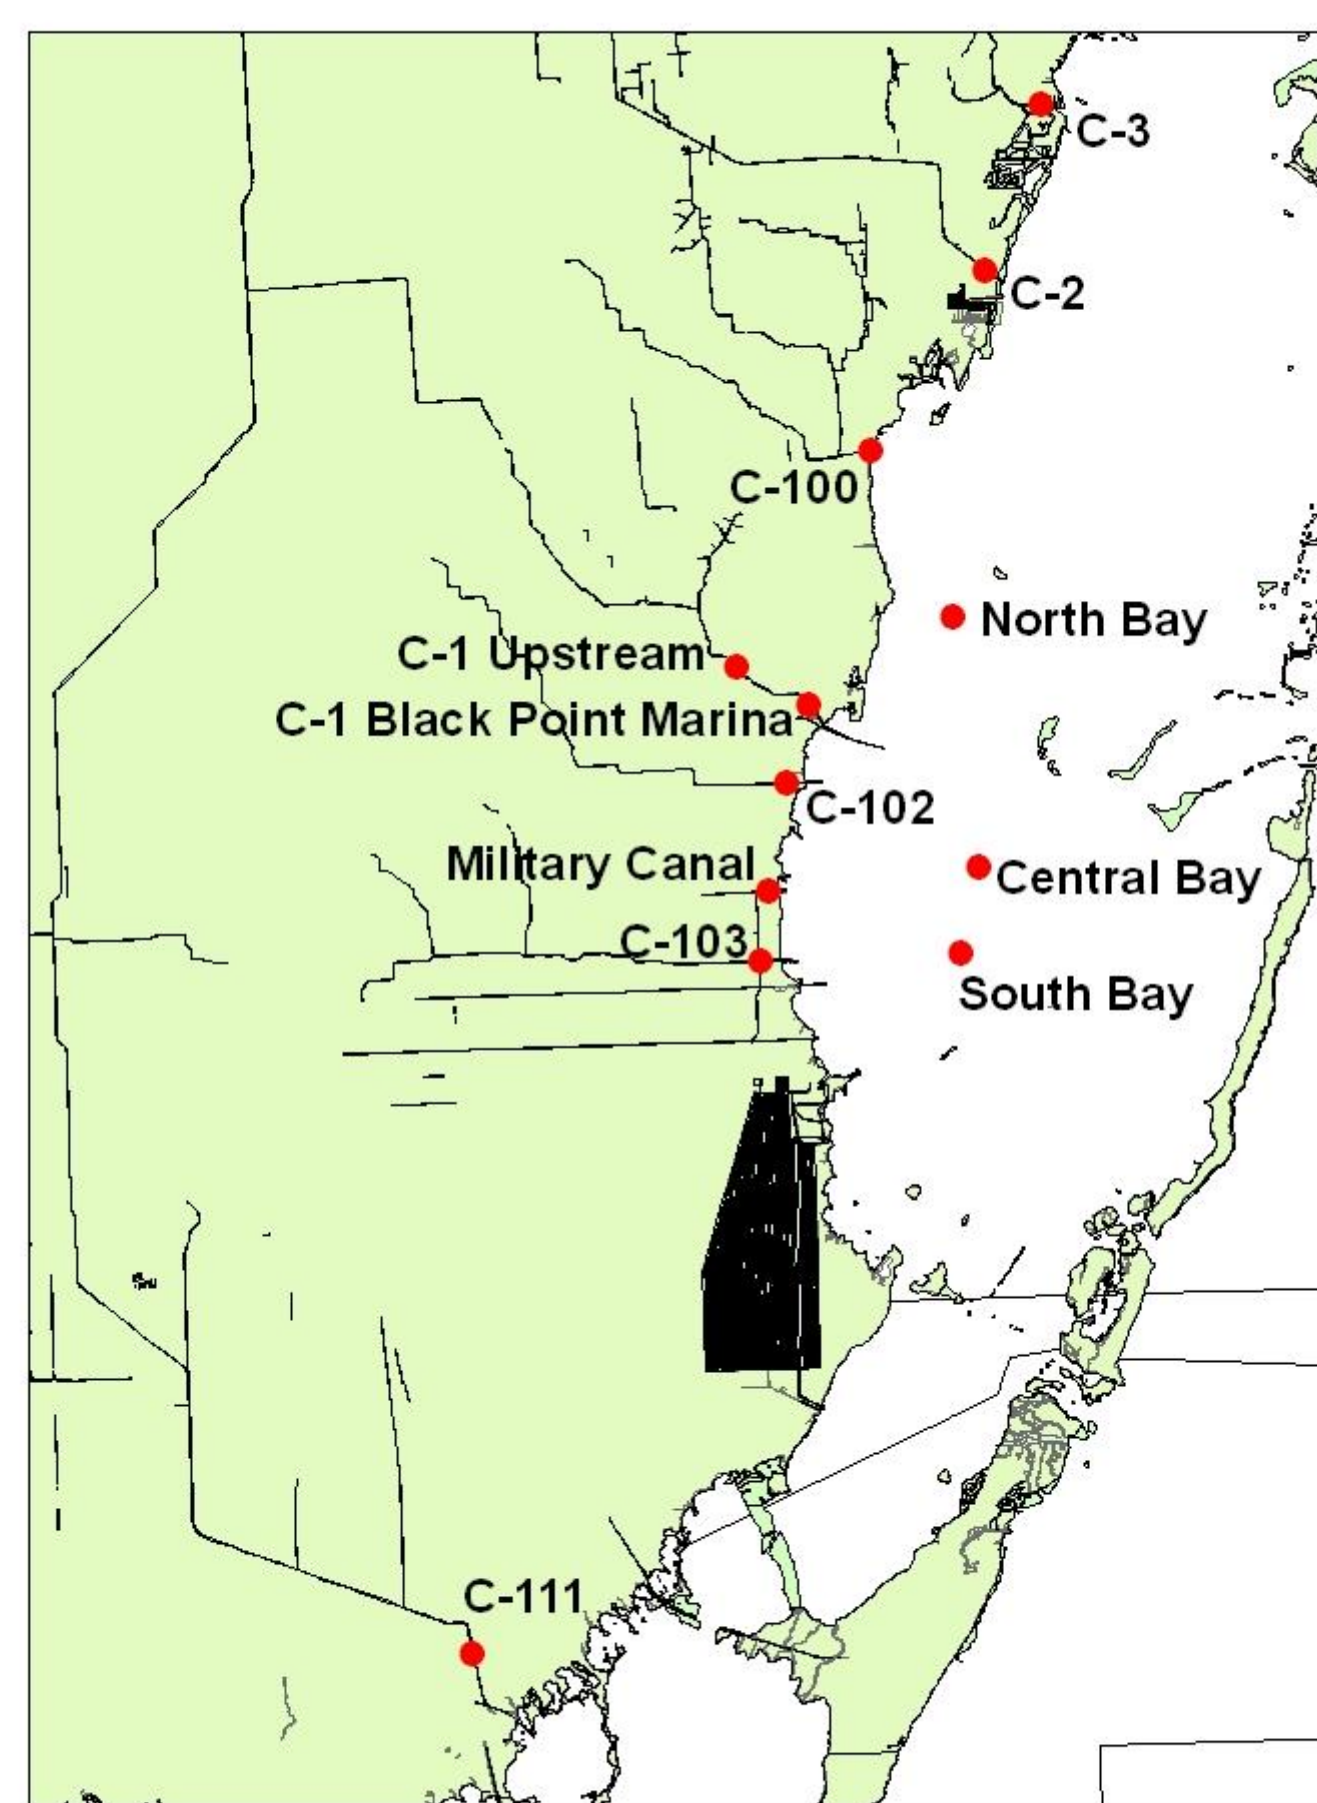 C-3
C-2
C-100
North Bay
C-1 Upstream
C-1 Black Point Marina
C-102
Military Canal
Central Bay
C-103
South Bay
C-111